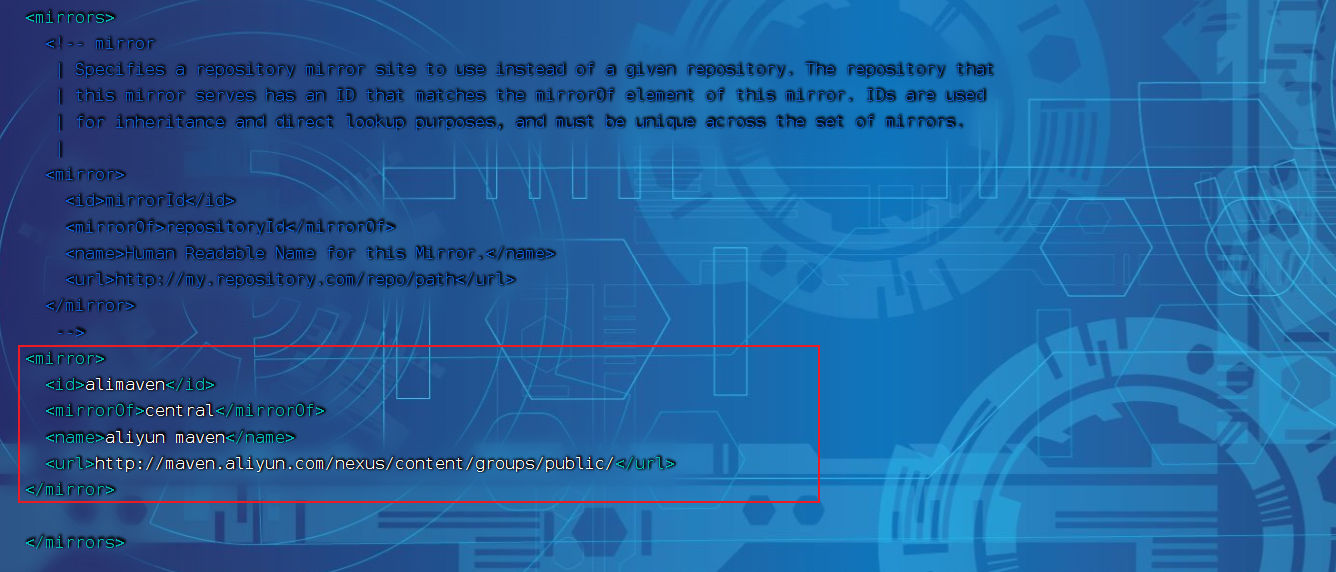 <mirrors>
<!-- mirror
| Specifies a repository mirror site to use instead of a given repository. The repository that
| this mirror serves has an ID that matches the mirrorOf element of this mirror. IDs are used
| for inheritance and direct lookup purposes, and must be unique across the set of mirrors.
|
<mirror>
<id>mirrorId</id>
<mirrorOf>repositoryId</mirrorOf>
<name>Human Readable Name for this Mirror.</name>
<url>http://my.repository.com/repo/path</url>
</mirror>
-->
<mirror>
<id>alimaven</id>
<mirrorOf>central</mirrorOf>
<name>aliyun maven</name>
<url>http://maven.aliyun.com/nexus/content/groups/public/</url>
</mirror>
</mirrors>